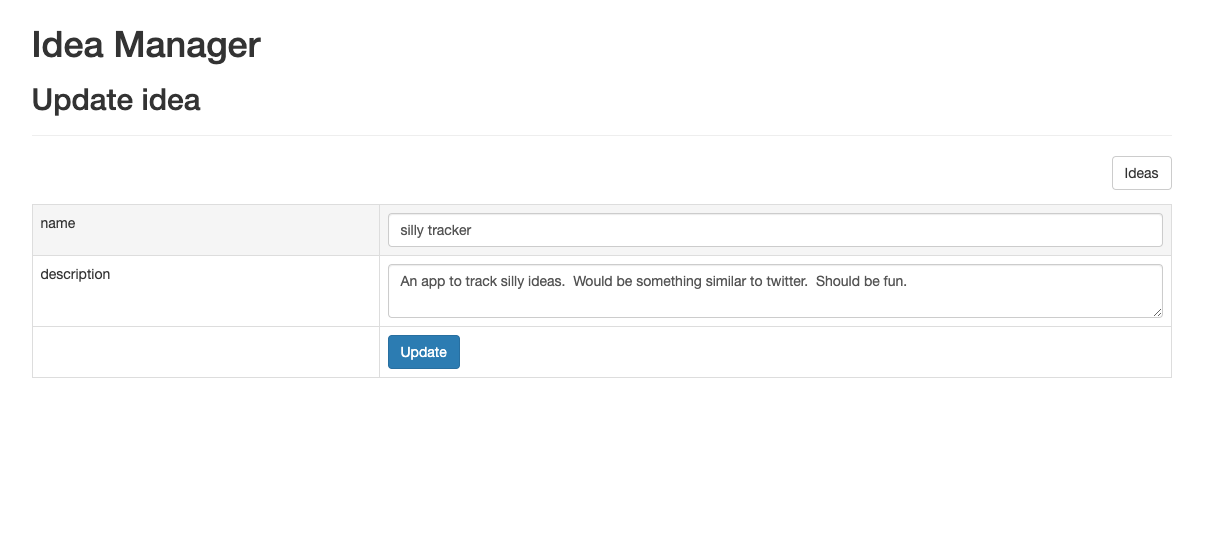 Idea Manager
Update idea
Ideas
name
silly tracker
description
An app to track silly ideas.  Would be something similar to twitter.  Should be fun.
Update